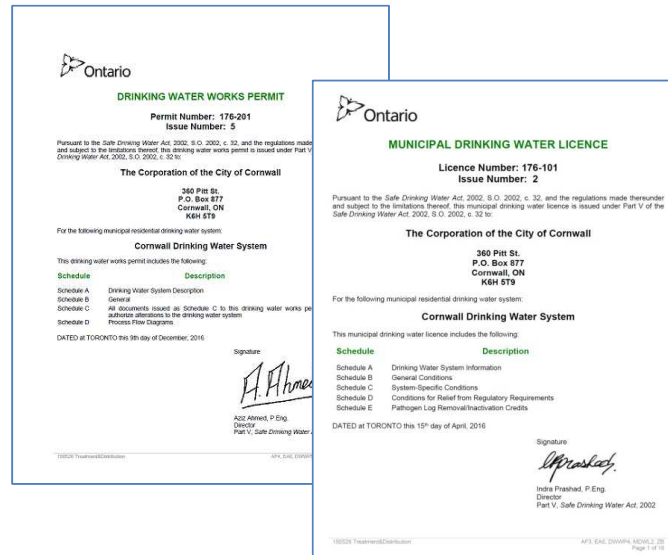 Ontario
DRINKING WATER WORKS PERMIT
Permit Number: 176-201
Issue Number: 5
Pursuant to the Safe Drinking Water Act, 2002, S.O. 2002, c. 32, and the regulations made
and subject to the limitations thereof, this drinking water works permit is issued under Part V
Drinking Water Act, 2002, S.O. 2002, c. 32 to:
The Corporation of the City of Cornwall
360 Pitt St.
P.O. Box 877
Cornwall, ON
K6H 5T9
For the following municipal residential drinking water system:
Cornwall Drinking Water System
This drinking water works permit includes the following:
Schedule Description
Schedule A Drinking Water System Description
Schedule B General
Schedule C All documents issued as Schedule C to this drinking water works
authorize alterations to the drinking water system
Schedule D Process Flow Diagrams
DATED at TORONTO this 9th day of December, 2016
Signature
A. Ahmed
Aziz Ahmed, P.Eng.
Director
Part V, Safe Drinking Water
Ontario
MUNICIPAL DRINKING WATER LICENCE
Licence Number: 176-101
Issue Number: 2
Pursuant to the Safe Drinking Water Act, 2002, S.O. 2002, c. 32, and the regulations made thereunder
and subject to the limitations thereof, this municipal drinking water licence is issued under Part V of the
Safe Drinking Water Act, 2002, S.O. 2002, c. 32 to:
The Corporation of the City of Cornwall
360 Pitt St.
P.O. Box 877
Cornwall, ON
K6H 5T9
For the following municipal residential drinking water system:
Cornwall Drinking Water System
This municipal drinking water licence includes the following:
Schedule Description
Schedule A Drinking Water System Information
Schedule B General Conditions
Schedule C System-Specific Conditions
Schedule D Conditions for Relief from Regulatory Requirements
Schedule E Pathogen Log Removal/Inactivation Credits
DATED at TORONTO this 15th day of April, 2016
Signature
Indra Prashad, P.Eng.
Director
Part V, Safe Drinking Water Act, 2002
Page 1 of